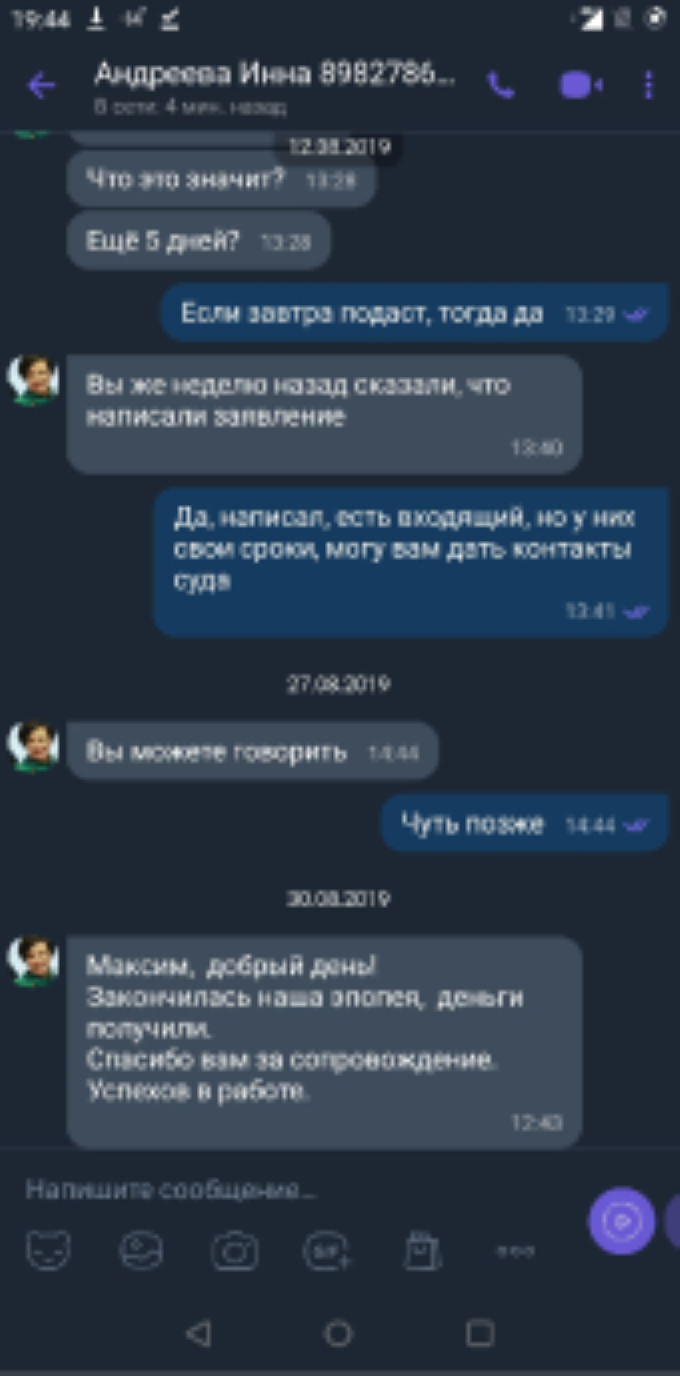 19:44
Андреева Инна 8982786...
В сети: 4 мин. назад
12.08.2019
Что это значит? 13:28
Ещё 5 дней? 13:28
Если завтра подаст, тогда да 13:29
Вы же неделю назад сказали, что
написали заявление
13:40
Да, написал, есть входящий, но у них
свои сроки, могу вам дать контакты
суда
13:41
27.08.2019
Вы можете говорить 14:44
Чуть позже 14:44
30.08.2019
Максим, добрый день!
Закончилась наша эпопея, деньги
получили.
Спасибо вам за сопровождение.
Успехов в работе.
12:43
Напишите сообщение...
GIF